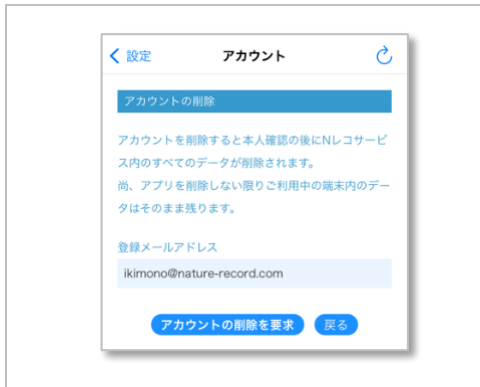 設定 アカウント
アカウントの削除
アカウントを削除すると本人確認の後にNレコサービ
ス内のすべてのデータが削除されます。
尚、アプリを削除しない限りご利用中の端末内のデー
タはそのまま残ります。
登録メールアドレス
ikimono@nature-record.com
アカウントの削除を要求 戻る